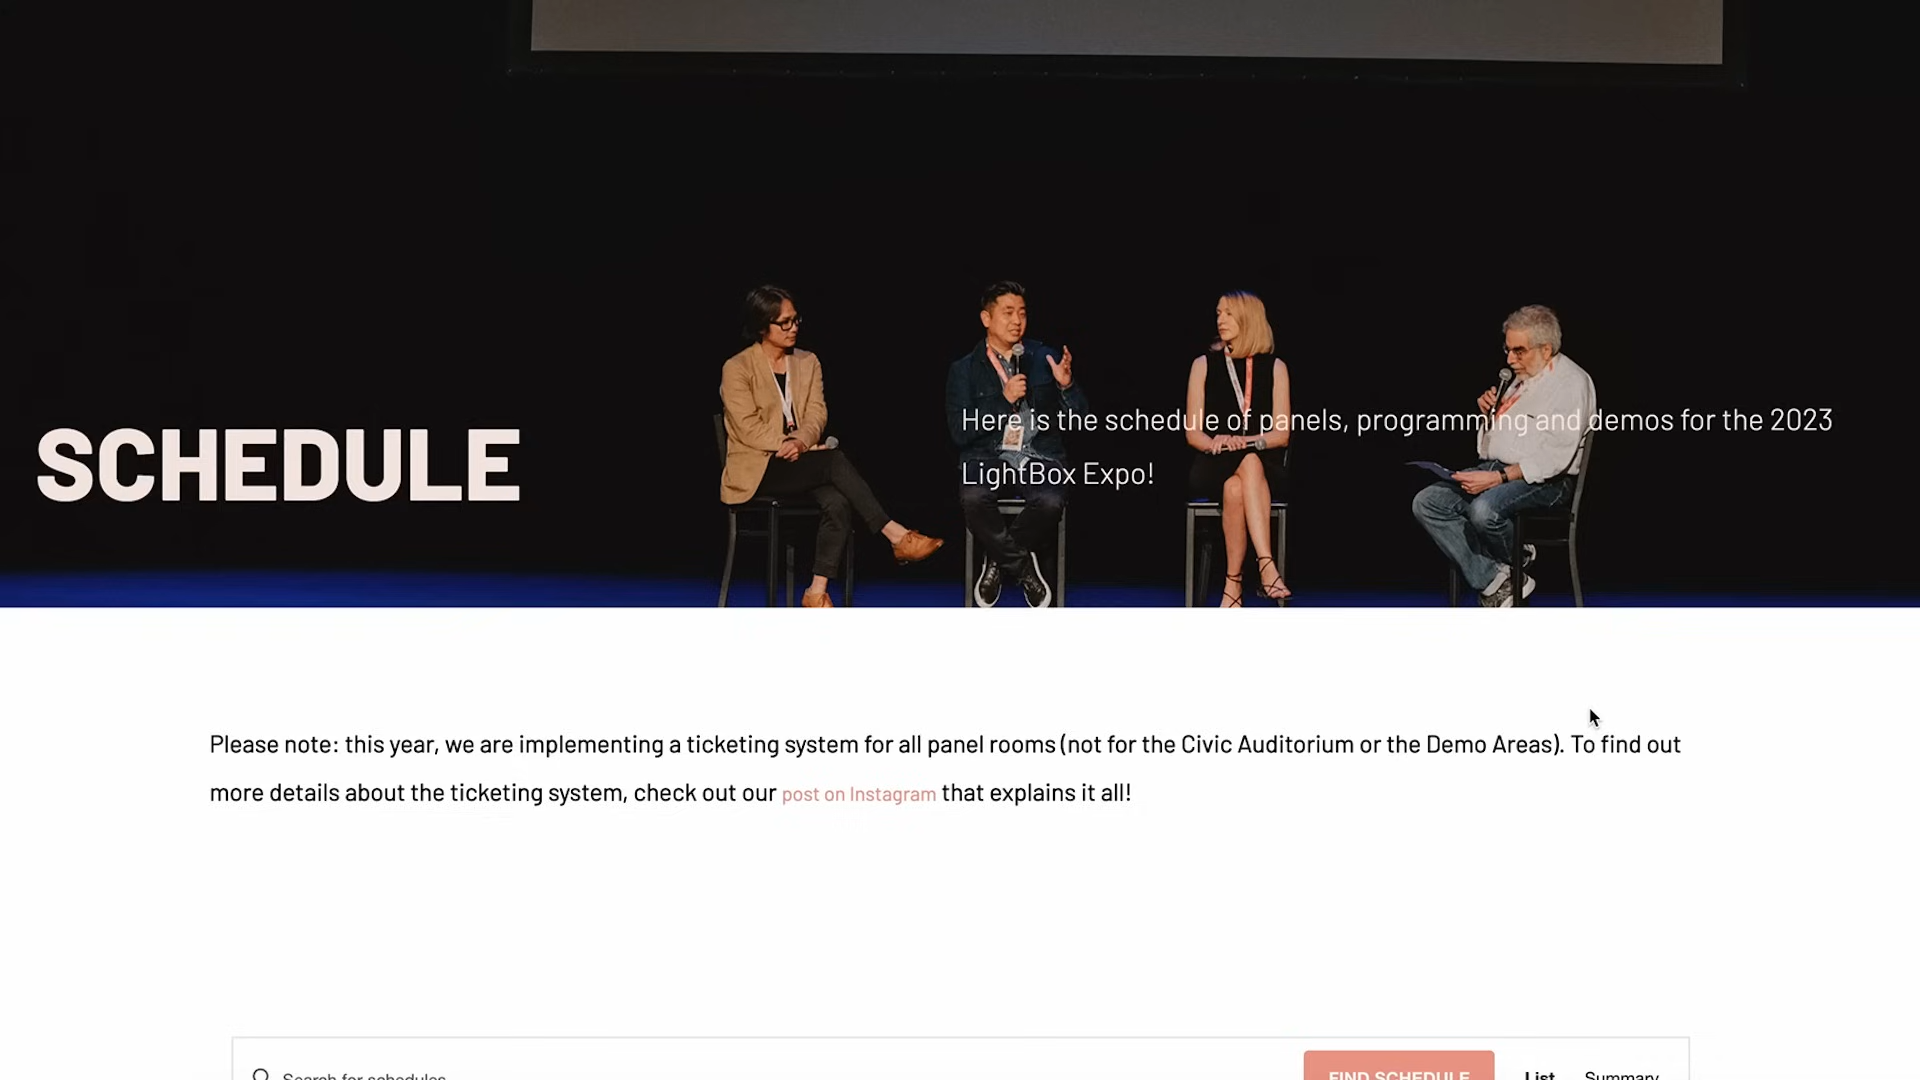 SCHEDULE
Here is the schedule of panels, programming and demos for the 2023
LightBox Expo!
Please note: this year, we are implementing a ticketing system for all panel rooms (not for the Civic Auditorium or the Demo Areas). To find out
more details about the ticketing system, check out our post on Instagram that explains it all!
Search for schedules
FIND SCHEDULE
List
Summary